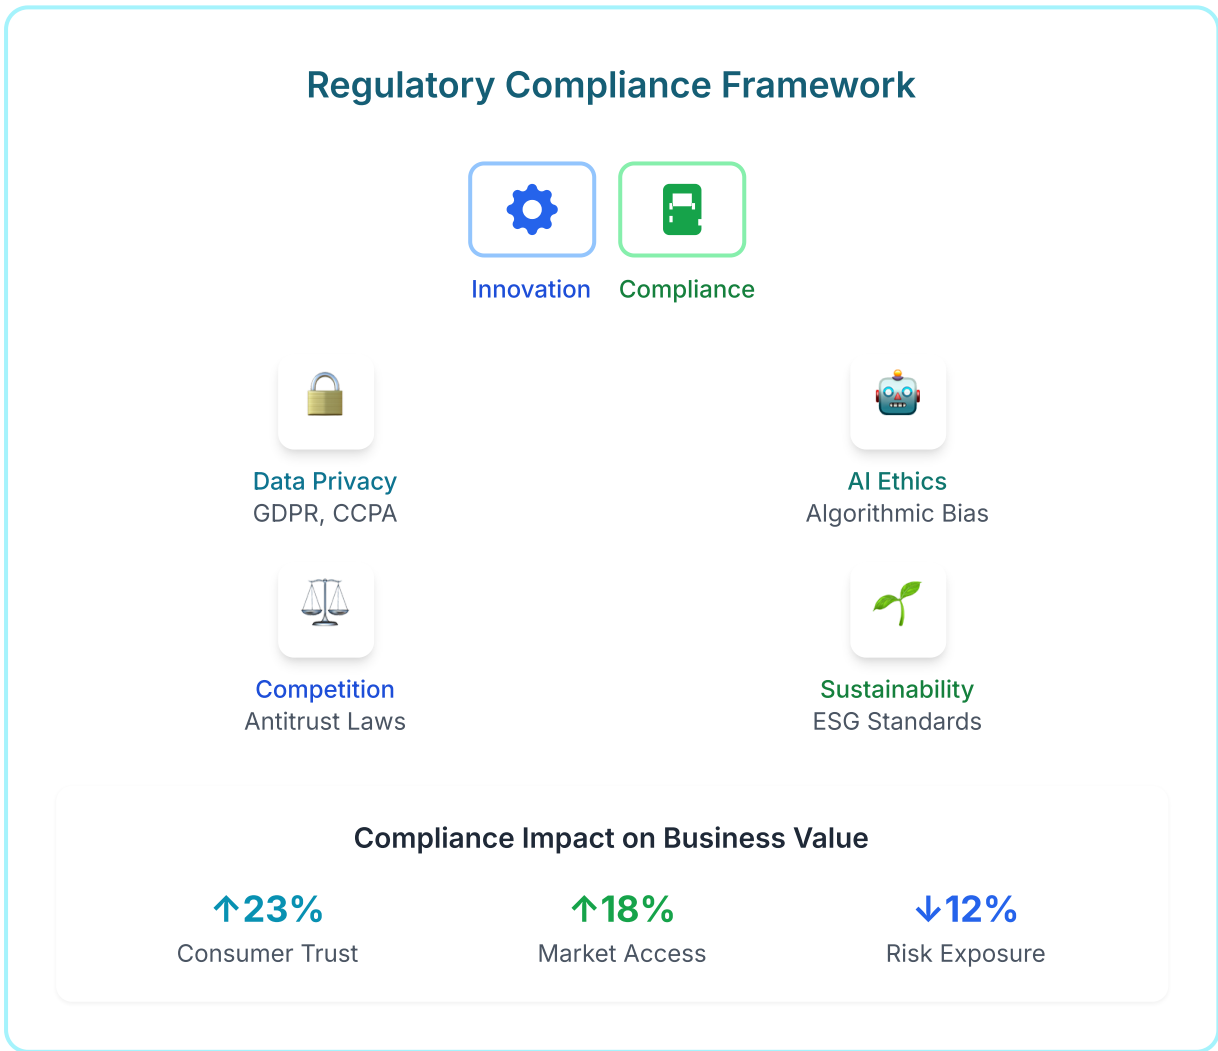 Regulatory Compliance Framework
Innovation
Compliance
Data Privacy
GDPR, CCPA
AI Ethics
Algorithmic Bias
Competition
Antitrust Laws
Sustainability
ESG Standards
Compliance Impact on Business Value
↑23%
Consumer Trust
↑18%
Market Access
↓12%
Risk Exposure